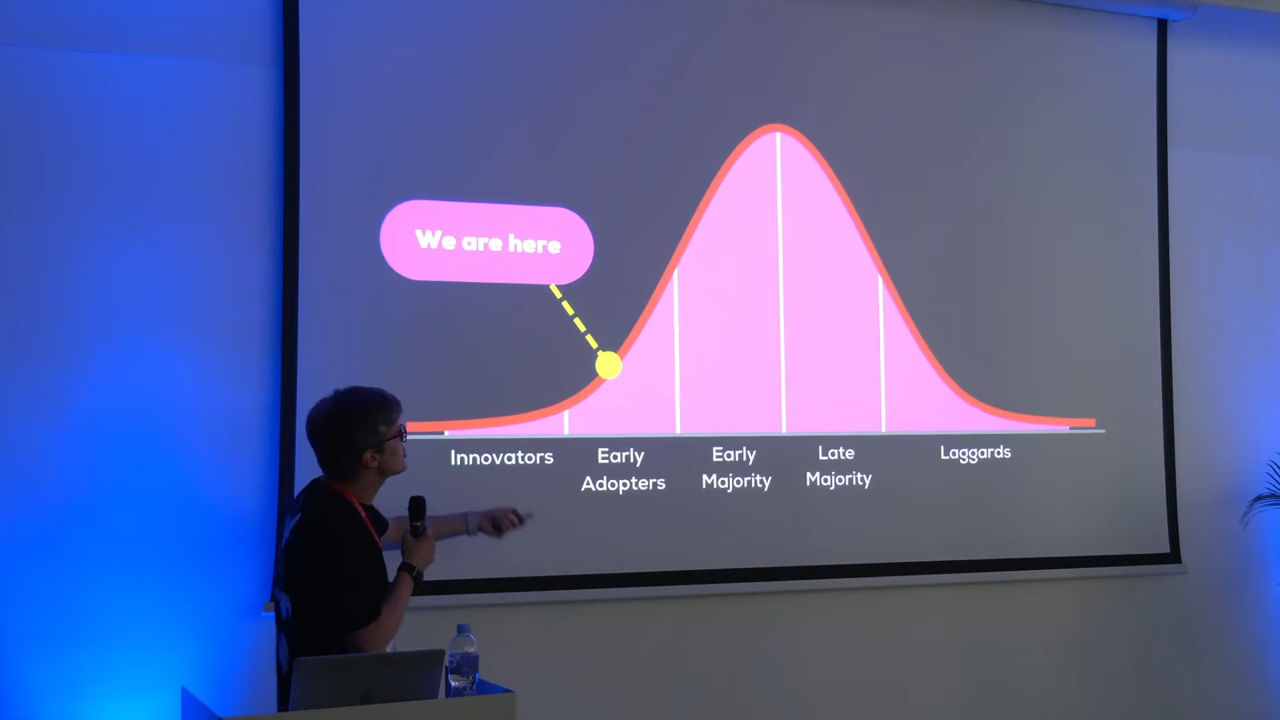 We are here
Innovators
Early
Adopters
Early
Majority
Late
Majority
Laggards